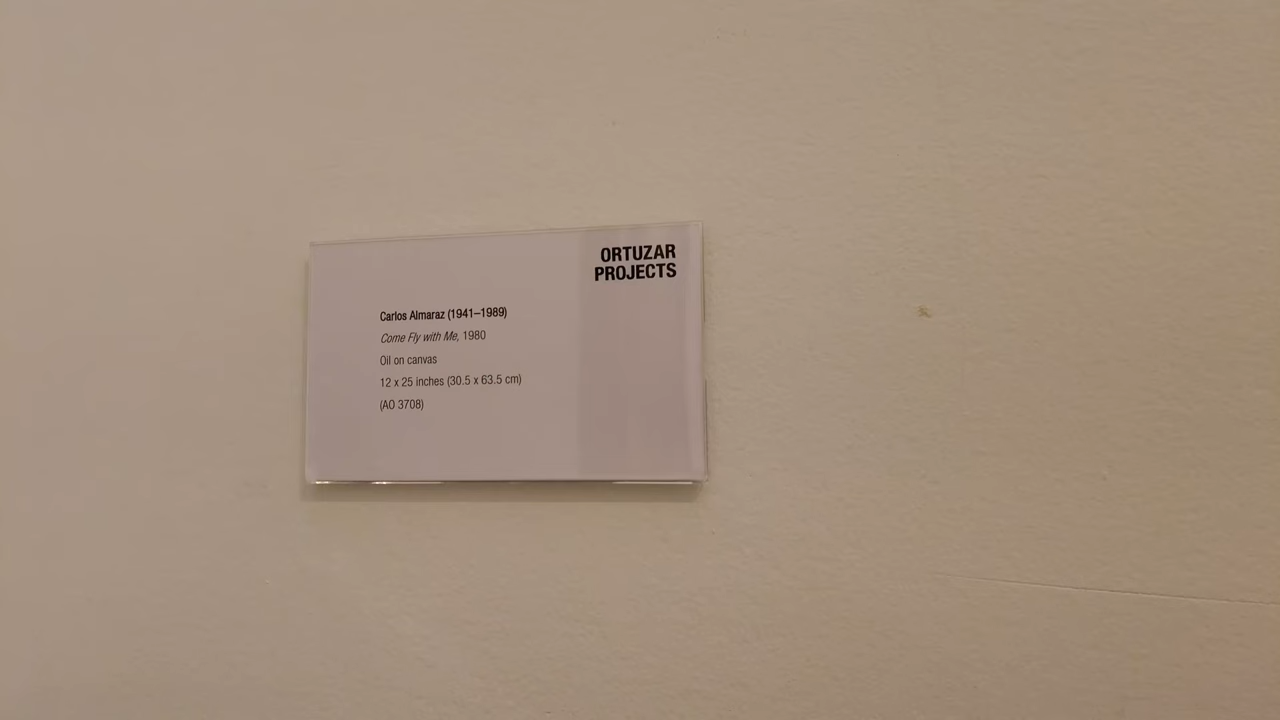 ORTUZAR
PROJECTS
Carlos Almaraz (1941–1989)
Come Fly with Me, 1980
Oil on canvas
12 x 25 inches (30.5 x 63.5 cm)
(AO 3708)